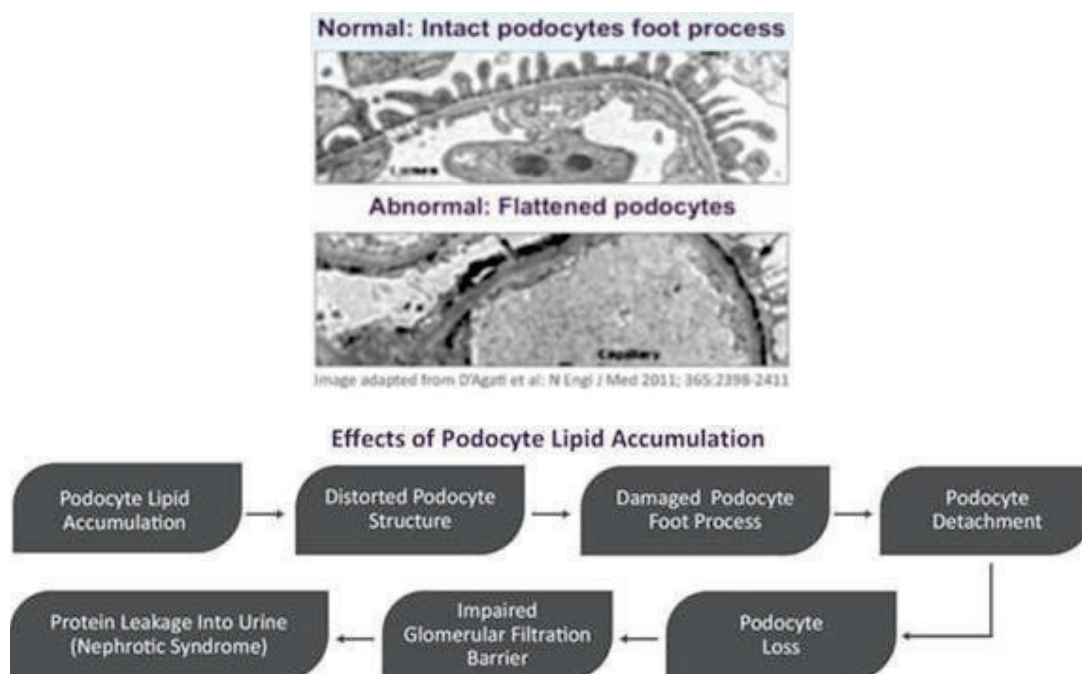 Normal: Intact podocytes foot process
Lumen
Abnormal: Flattened podocytes
Capillary
Image adapted from D'Agati et al: N Engl J Med 2011; 365:2398-2411
Effects of Podocyte Lipid Accumulation
Podocyte Lipid
Accumulation
Distorted Podocyte
Structure
Damaged Podocyte
Foot Process
Podocyte
Detachment
Podocyte
Loss
Impaired
Glomerular Filtration
Barrier
Protein Leakage Into Urine
(Nephrotic Syndrome)